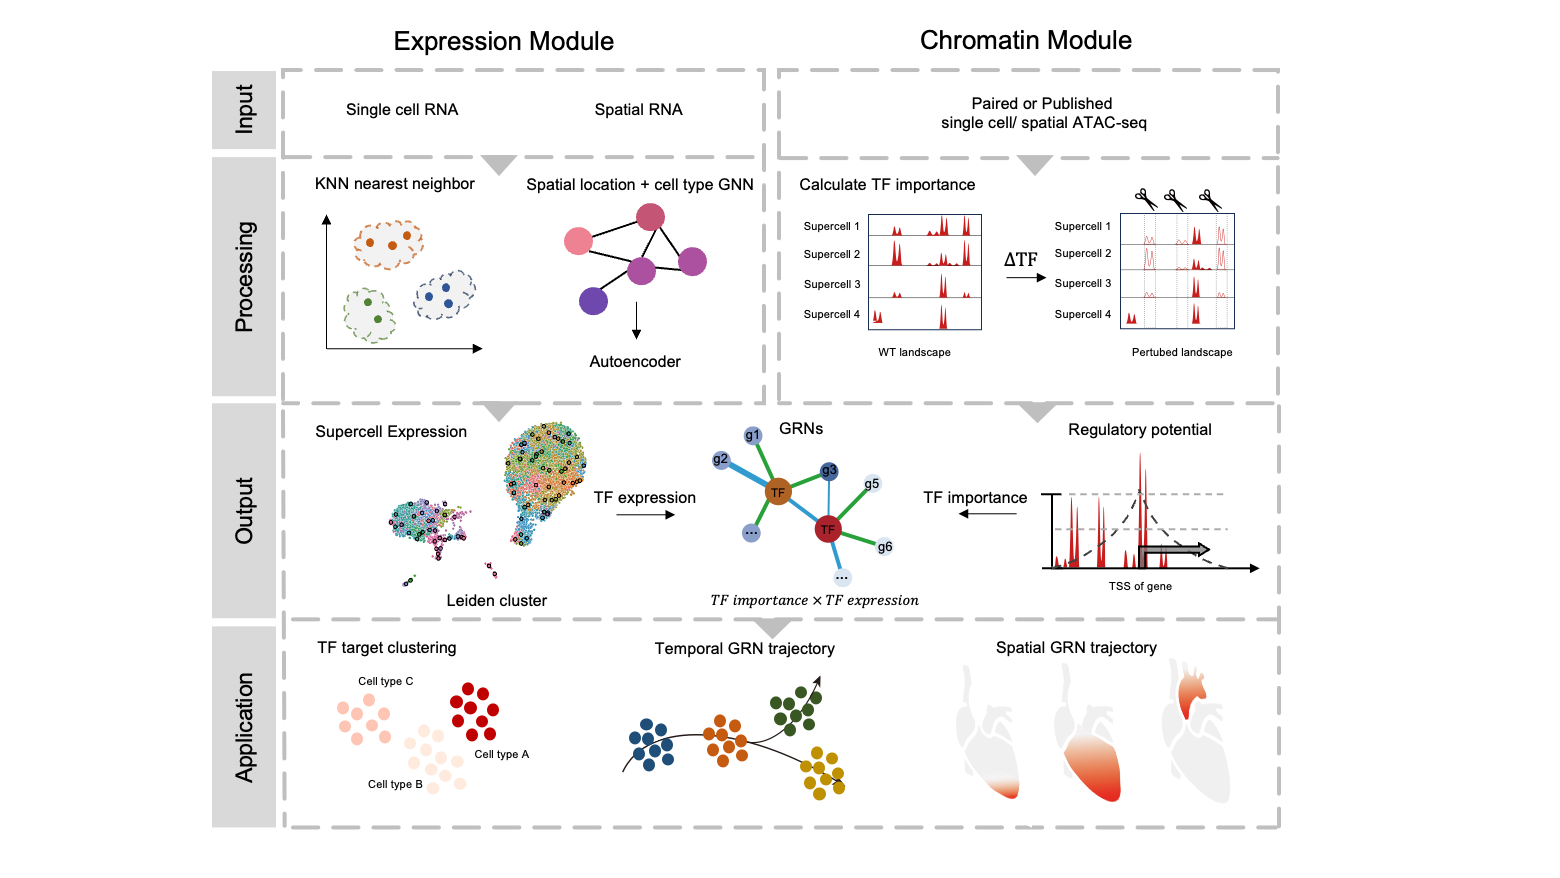 Expression Module
Chromatin Module
Input
Single cell RNA
Spatial RNA
Paired or Published
single cell/ spatial ATAC-seq
Processing
KNN nearest neighbor
Spatial location + cell type GNN
Autoencoder
Calculate TF importance
Supercell 1
Supercell 2
Supercell 3
Supercell 4
WT landscape
ΔTF
Supercell 1
Supercell 2
Supercell 3
Supercell 4
Pertubed landscape
Output
Supercell Expression
Leiden cluster
TF expression
GRNs
g1
g2
g3
g5
TF
TF
...
g6
...
TF importance × TF expression
TF importance
Regulatory potential
TSS of gene
Application
TF target clustering
Cell type C
Cell type A
Cell type B
Temporal GRN trajectory
Spatial GRN trajectory